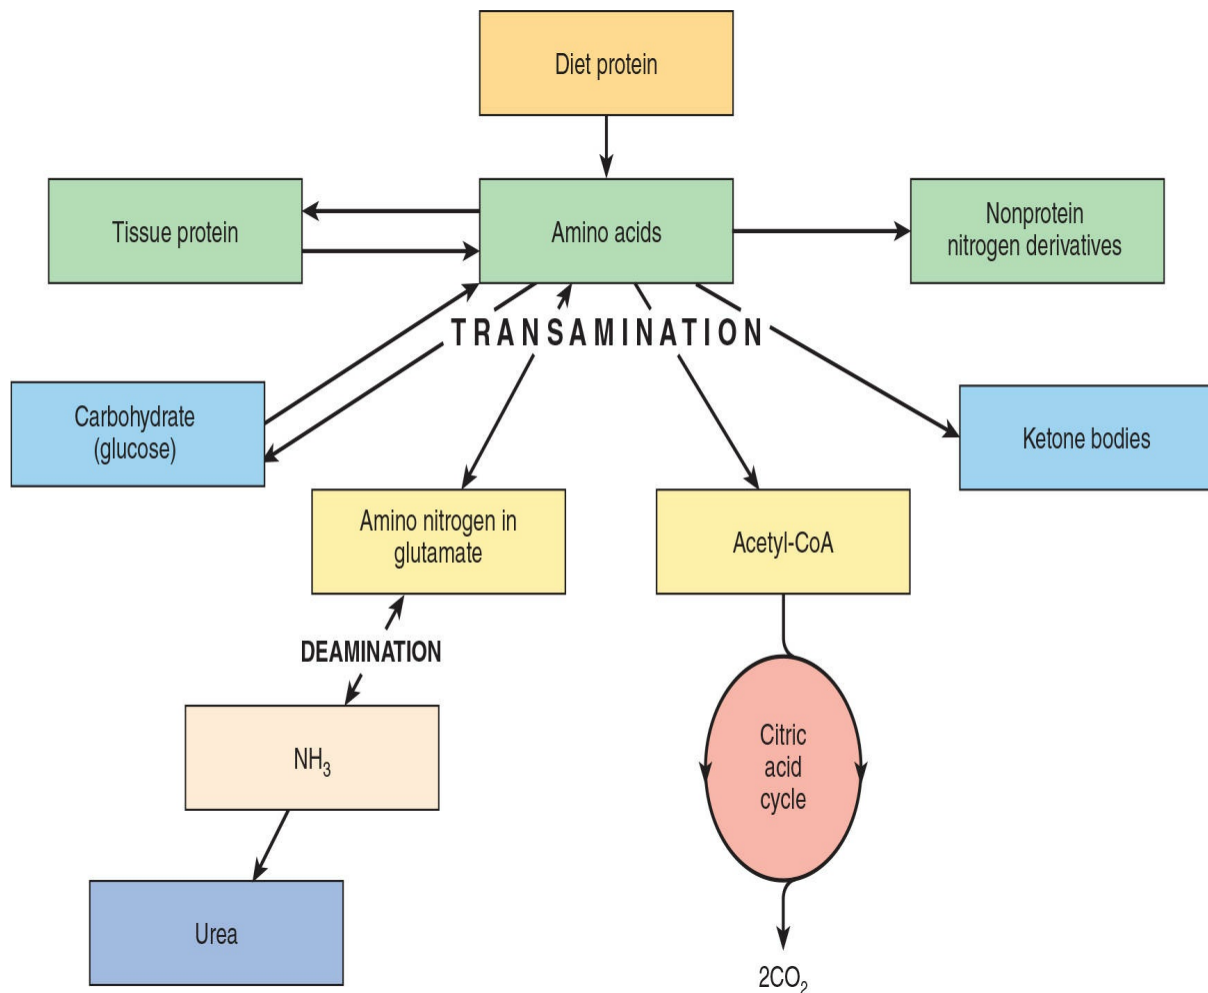 Diet protein
Tissue protein
Amino acids
Nonprotein
nitrogen derivatives
TRANSAMINATION
Carbohydrate
(glucose)
Ketone bodies
Amino nitrogen in
glutamate
Acetyl-CoA
DEAMINATION
NH₃
Citric
acid
cycle
Urea
2CO₂